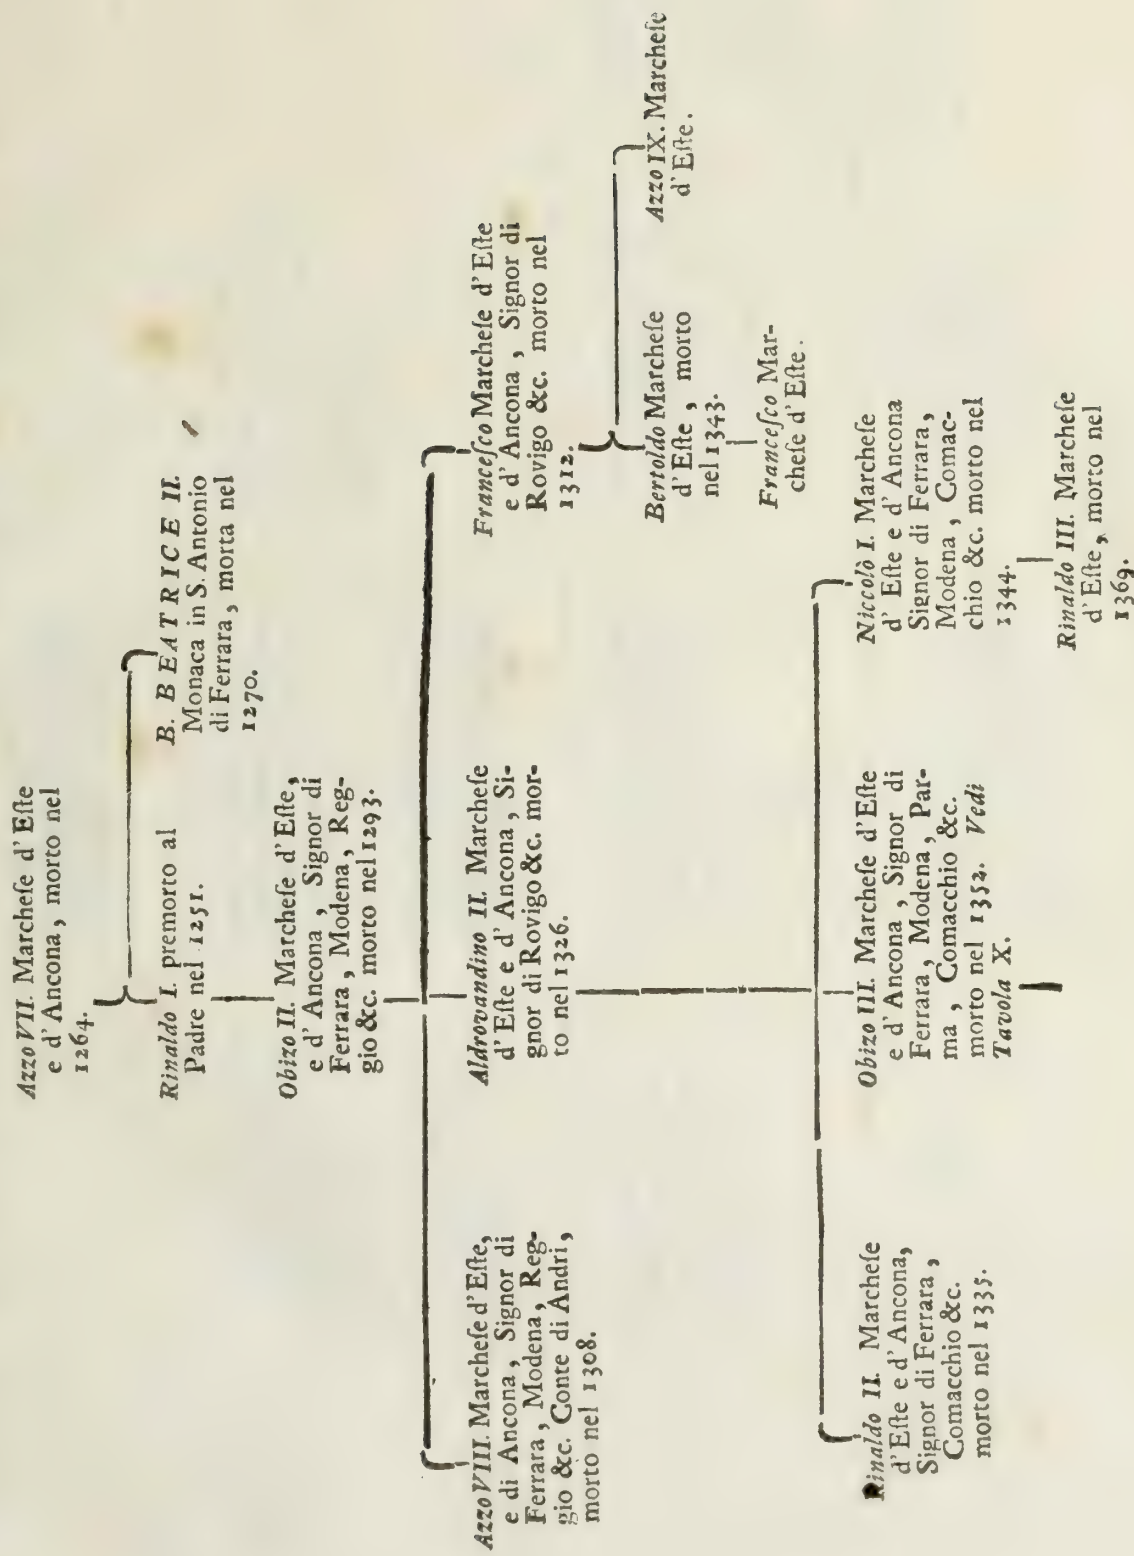 Azzo VII. Marcheſe d'Eſte
e d'Ancona, morto nel
1264.
Rinaldo I. premorto al
Padre nel 1251.
B. BEATRICE II.
Monaca in S. Antonio
di Ferrara, morta nel
1270.
Obizo II. Marcheſe d'Eſte,
e d'Ancona, Signor di
Ferrara, Modena, Reg-
gio &c. morto nel 1293.
Azzo VIII. Marcheſe d'Eſte,
e di Ancona, Signor di
Ferrara, Modena, Reg-
gio &c. Conte di Andri,
morto nel 1308.
Aldrovandino II. Marcheſe
d'Eſte e d'Ancona, Si-
gnor di Rovigo &c. mor-
to nel 1326.
Franceſco Marcheſe d'Eſte
e d'Ancona, Signor di
Rovigo &c. morto nel
1312.
Bertoldo Marcheſe
d'Eſte, morto
nel 1343.
Azzo IX. Marcheſe
d'Eſte.
Franceſco Mar-
cheſe d'Eſte.
Rinaldo II. Marcheſe
d'Eſte e d'Ancona,
Signor di Ferrara,
Comacchio &c.
morto nel 1335.
Obizo III. Marcheſe d'Eſte
e d'Ancona, Signor di
Ferrara, Modena, Par-
ma, Comacchio &c.
morto nel 1352. Vedi
Tavola X.
Niccolò I. Marcheſe
d'Eſte e d'Ancona
Signor di Ferrara,
Modena, Comac-
chio &c. morto nel
1344.
Rinaldo III. Marcheſe
d'Eſte, morto nel
1369.